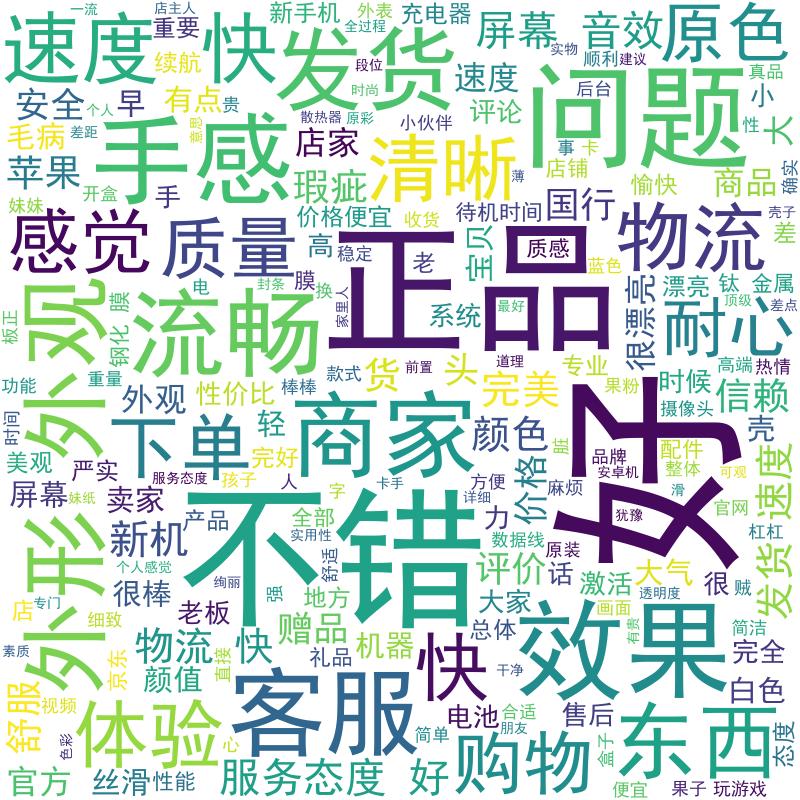 一流
店主人
新手机
外表
充电器
屏幕
音效
原色
速度
快
重要
全过程
发货
段位
速度
实物
顺利
建议
真品
安全
早
续航
有点
个人
贵
时尚
评论
后台
小
问题
毛病
差距
手感
意思
散热器
原彩
小伙伴
店家
清晰
事
卡
性
大
苹果
开盒
手
瑕疵
薄
店铺
愉快
商品
确实
妹妹
价格便宜
收货
待机时间
国行
壳子
差
感觉
质量
高
稳定
老
正品
质感
宝贝
物流
电
封条
膜
换
家里人
系统
最好
蓝色
很漂亮
漂亮
钛
金属
顶级
差点
板正
外观
钢化
膜
流畅
耐心
功能
重量
款式
前置
道理
专业
高端
热情
外观
性价比
棒棒
货
头
完美
果粉
时候
信赖
时间
轻
摄像头
壳
下单
商家
颜色
好
美观
严实
完好
脏
品牌
配件
速度
屏幕
妹纸
服务态度
孩子
人
卡手
方便
价格
麻烦
安卓机
整体
可观
卖家
字
详细
滑
官网
产品
全部
不错
力
犹豫
新机
实用性
数据线
杠杠
外形
个人感觉
舒适
原装
绚丽
评价
话
大气
很
贼
发货
很棒
强
地方
激活
透明度
店
专门
老板
大家
画面
细致
赠品
机器
总体
效果
有贵
简洁
素质
物流
快
直接
礼品
快
干净
完全
京东
颜值
客服
白色
舒服
视频
体验
心
电池
合适
售后
东西
态度
色彩
简单
朋友
购物
盒子
官方
丝滑
性能
服务态度
好
便宜
果子
玩游戏